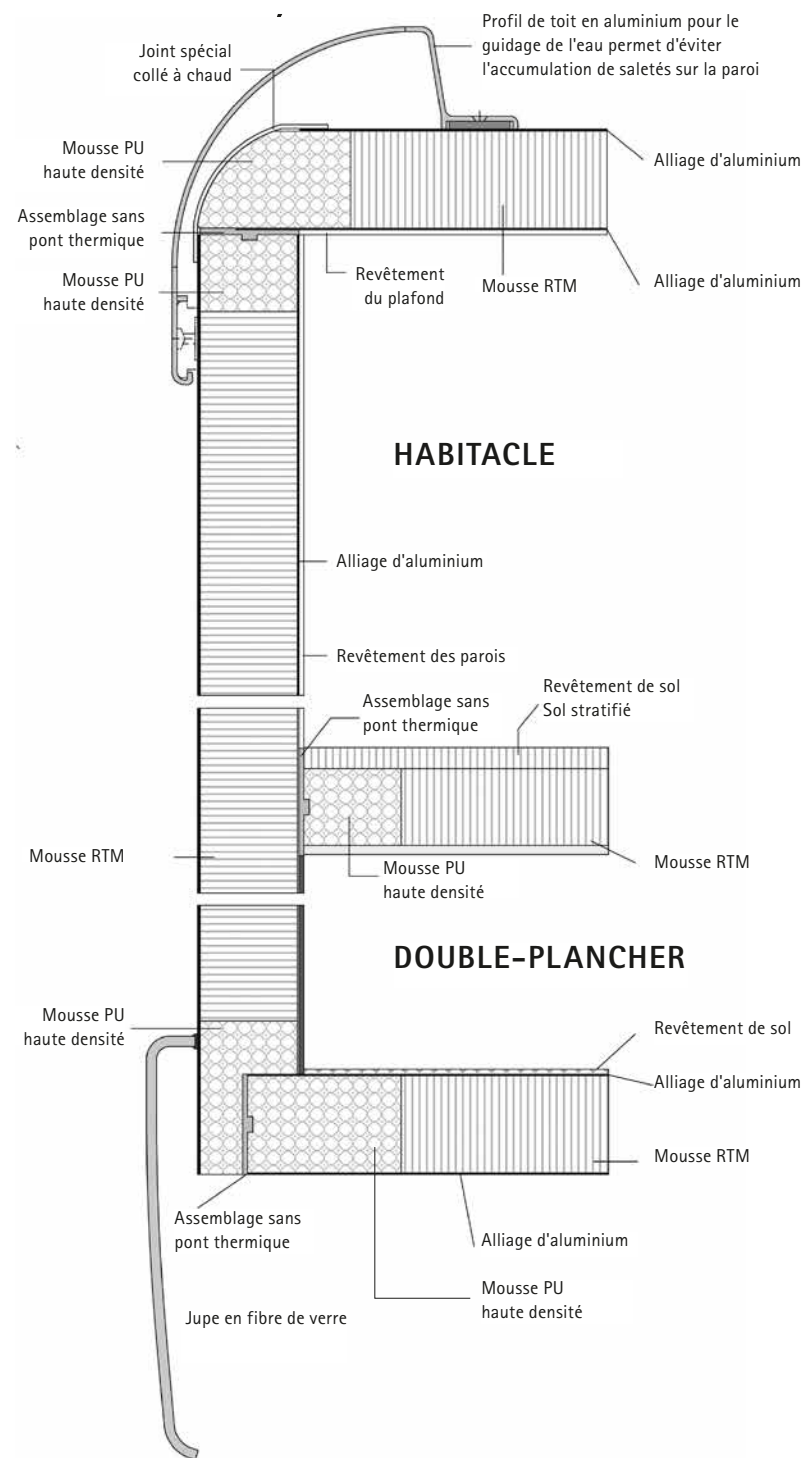 Profil de toit en aluminium pour le
guidage de l'eau permet d'éviter
l'accumulation de saletés sur la paroi
Joint spécial
collé à chaud
Mousse PU
haute densité
Alliage d'aluminium
Assemblage sans
pont thermique
Mousse PU
haute densité
Revêtement
du plafond
Mousse RTM
Alliage d'aluminium
HABITACLE
Alliage d'aluminium
Revêtement des parois
Assemblage sans
pont thermique
Revêtement de sol
Sol stratifié
Mousse RTM
Mousse PU
haute densité
Mousse RTM
DOUBLE-PLANCHER
Mousse PU
haute densité
Revêtement de sol
Alliage d'aluminium
Mousse RTM
Assemblage sans
pont thermique
Alliage d'aluminium
Mousse PU
haute densité
Jupe en fibre de verre